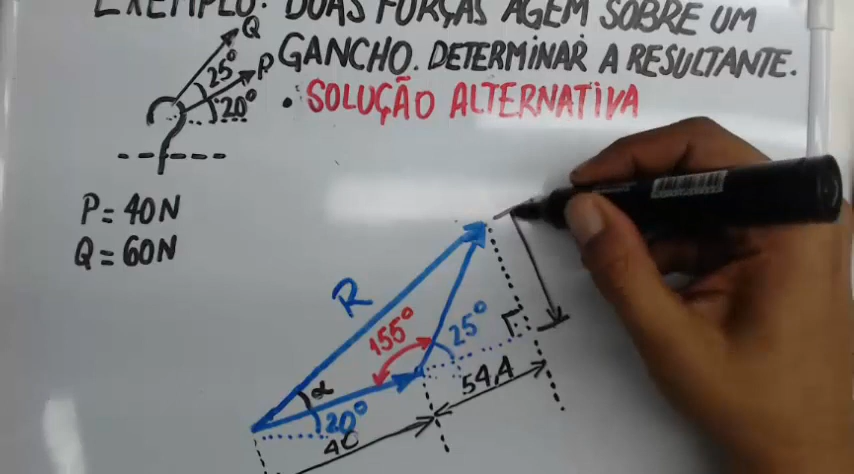 EXEMPLO: DUAS FORÇAS AGEM SOBRE UM
GANCHO. DETERMINAR A RESULTANTE.
• SOLUÇÃO ALTERNATIVA
Q
25°
P
20°
P = 40N
Q = 60N
R
155°
25°
α
20°
54,4
40